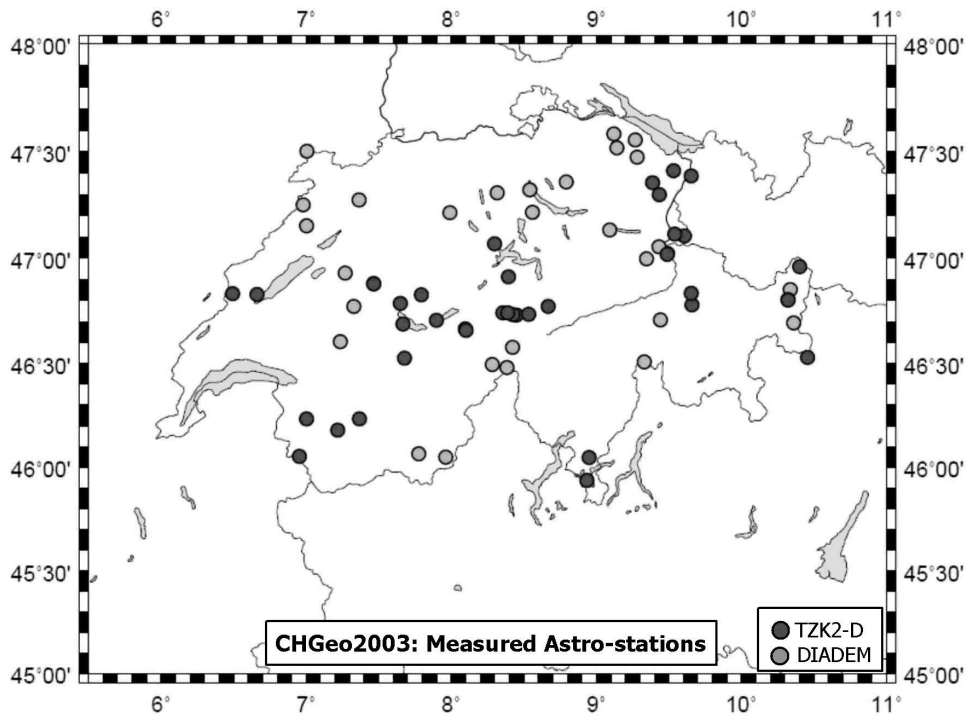 6° 7° 8° 9° 10° 11°
48°00' 48°00'
47°30' 47°30'
47°00' 47°00'
46°30' 46°30'
46°00' 46°00'
45°30' 45°30'
CHGeo2003: Measured Astro-stations
TZK2-D
DIADEM
45°00' 45°00'
6° 7° 8° 9° 10° 11°